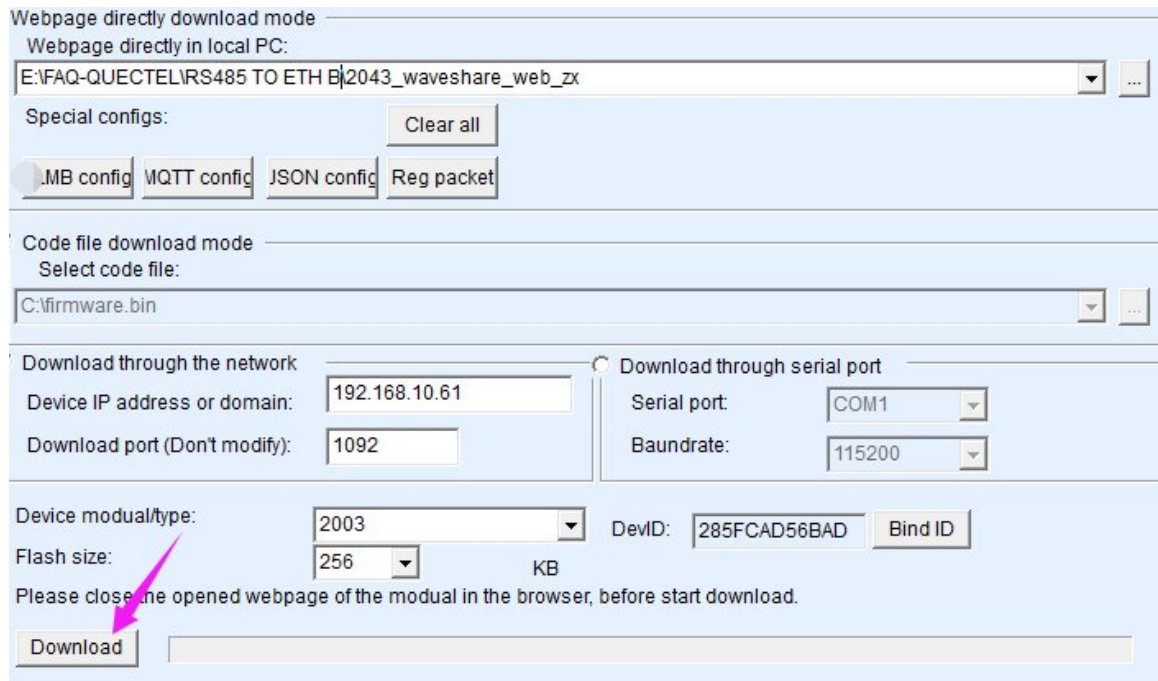 Webpage directly download mode
Webpage directly in local PC:
E:\FAQ-QUECTEL\RS485 TO ETH B\2043_waveshare_web_zx
...
Special configs:
Clear all
MB config MQTT config JSON config Reg packet
Code file download mode
Select code file:
C:\firmware.bin
...
Download through the network
Download through serial port
Device IP address or domain: 192.168.10.61
Serial port: COM1
Download port (Don't modify): 1092
Baundrate: 115200
Device modual/type: 2003 DevID: 285FCAD56BAD Bind ID
Flash size: 256 KB
Please close the opened webpage of the modual in the browser, before start download.
Download